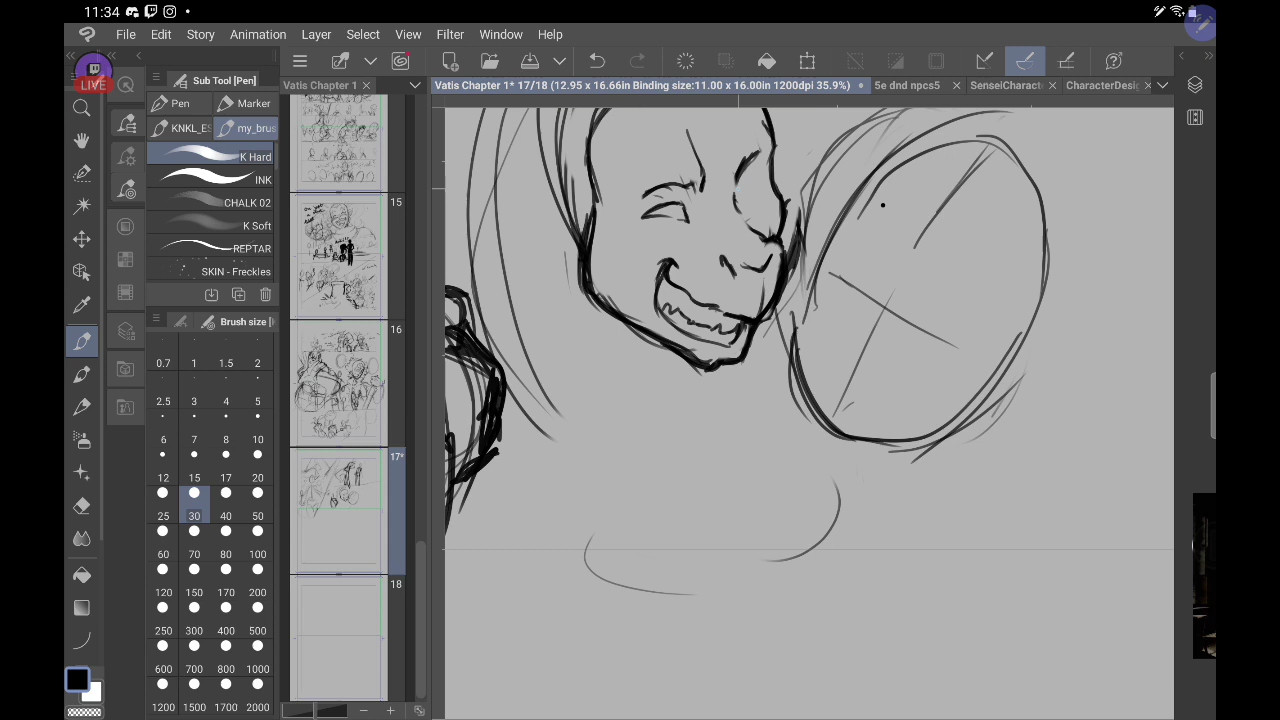 11:34
File Edit Story Animation Layer Select View Filter Window Help
LIVE
Sub Tool [Pen]
Vatis Chapter 1
Vatis Chapter 1* 17/18 (12.95 x 16.66in Binding size:11.00 x 16.00in 1200dpi 35.9%)
5e dnd npcs5
SenselCharact
CharacterDesig
Pen
Marker
KNKL_ES
my_brus
K Hard
INK
CHALK 02
K Soft
REPTAR
SKIN - Freckles
Brush size [
0.7 1 1.5 2
2.5 3 4 5
6 7 8 10
12 15 17 20
25 30 40 50
60 70 80 100
120 150 170 200
250 300 400 500
600 700 800 1000
1200 1500 1700 2000
15
16
17*
18